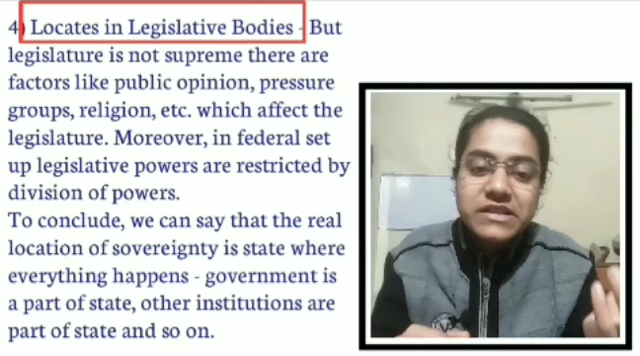 4) Locates in Legislative Bodies - But
legislature is not supreme there are
factors like public opinion, pressure
groups, religion, etc. which affect the
legislature. Moreover, in federal set
up legislative powers are restricted by
division of powers.
To conclude, we can say that the real
location of sovereignty is state where
everything happens - government is
a part of state, other institutions are
part of state and so on.